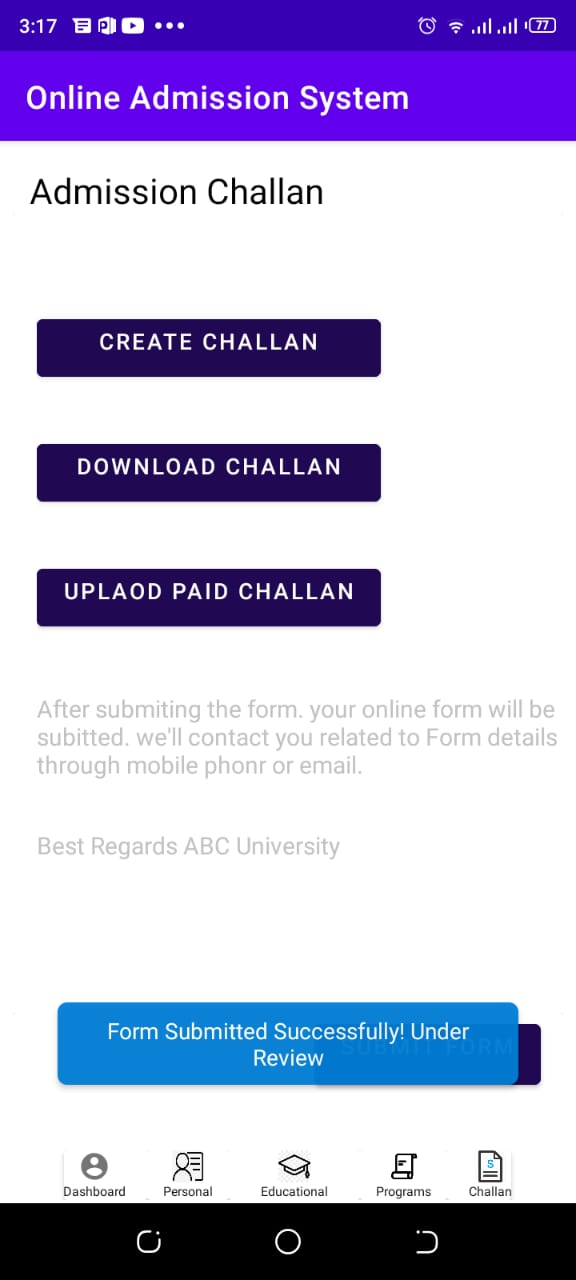 3:17
77
Online Admission System
Admission Challan
CREATE CHALLAN
DOWNLOAD CHALLAN
UPLAOD PAID CHALLAN
After submiting the form. your online form will be
subitted. we'll contact you related to Form details
through mobile phonr or email.
Best Regards ABC University
Form Submitted Successfully! Under
Review
SUBMIT FORM
Dashboard
Personal
Educational
Programs
Challan